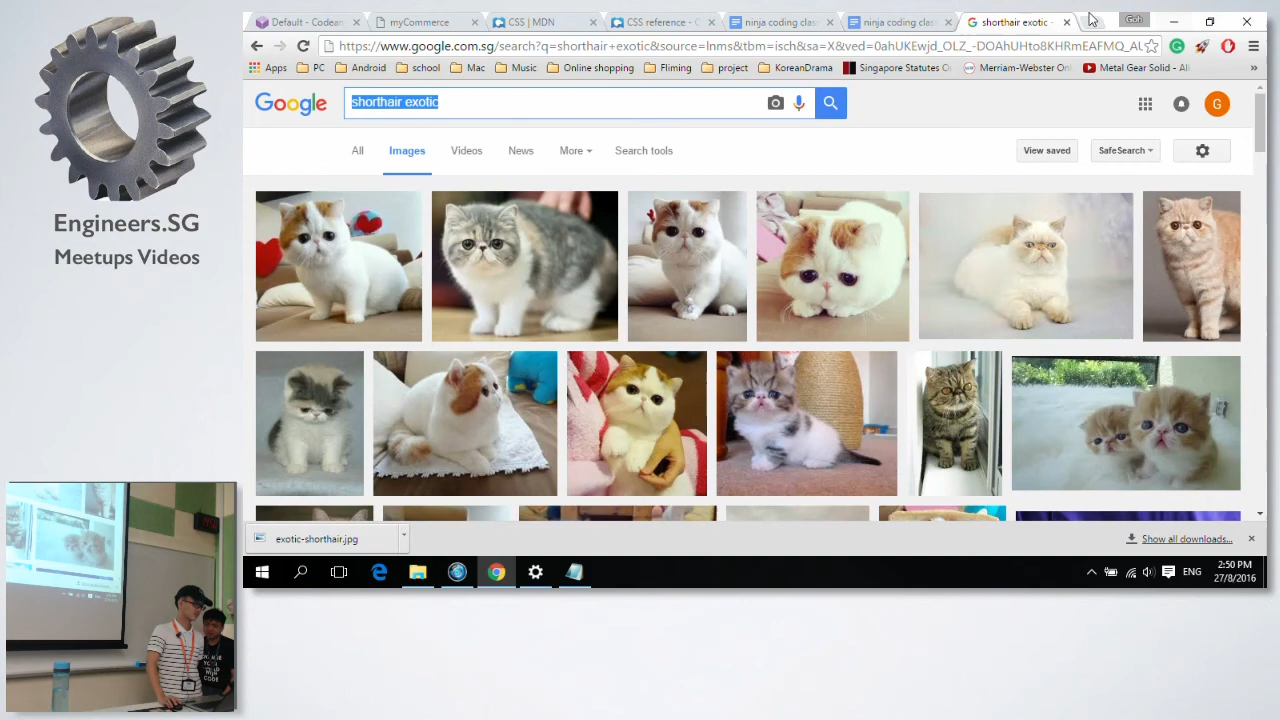 Engineers.SG
Meetups Videos
Default - Codean
myCommerce
CSS | MDN
CSS reference - C
ninja coding clas
ninja coding clas
shorthair exotic -
Goh
https://www.google.com.sg/search?q=shorthair+exotic&source=lnms&tbm=isch&sa=X&ved=0ahUKEwjd_OLZ_-DOAhUHto8KHRmEAFMQ_AU
Apps
PC
Android
school
Mac
Music
Online shopping
Fliming
project
KoreanDrama
Singapore Statutes O
Merriam-Webster On
Metal Gear Solid - Al
»
Google
shorthair exotic
G
All
Images
Videos
News
More
Search tools
View saved
SafeSearch
exotic-shorthair.jpg
Show all downloads...
ENG
2:50 PM
27/8/2016